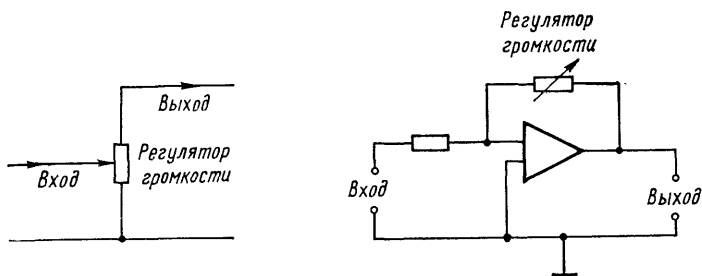 Выход
Вход
Регулятор
громкости
Регулятор
громкости
Вход
Выход